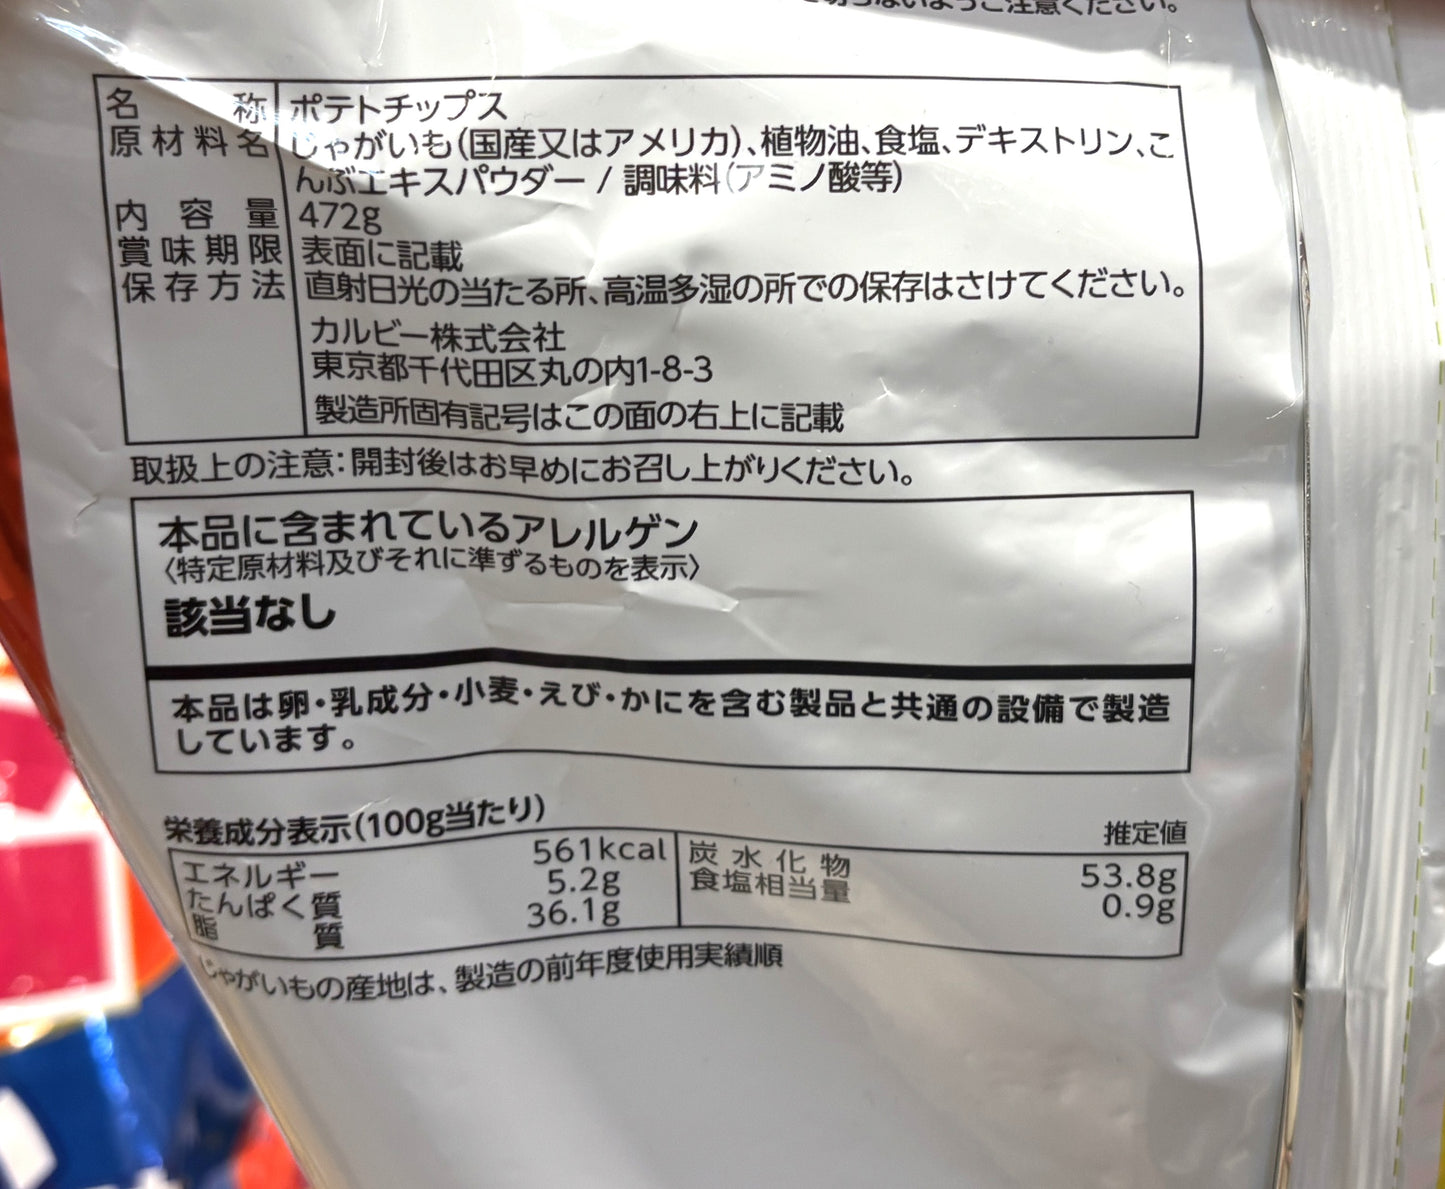 ないようご注意ください。
名称 ポテトチップス
原材料名 じゃがいも(国産又はアメリカ)、植物油、食塩、デキストリン、こ
んぶエキスパウダー / 調味料(アミノ酸等)
内容量 472g
賞味期限 表面に記載
保存方法 直射日光の当たる所、高温多湿の所での保存はさけてください。
カルビー株式会社
東京都千代田区丸の内1-8-3
製造所固有記号はこの面の右上に記載
取扱上の注意:開封後はお早めにお召し上がりください。
本品に含まれているアレルゲン
〈特定原材料及びそれに準ずるものを表示〉
該当なし
本品は卵・乳成分・小麦・えび・かにを含む製品と共通の設備で製造
しています。
栄養成分表示(100g当たり)
推定値
エネルギー 561kcal
たんぱく質 5.2g
脂質 36.1g
炭水化物 53.8g
食塩相当量 0.9g
じゃがいもの産地は、製造の前年度使用実績順